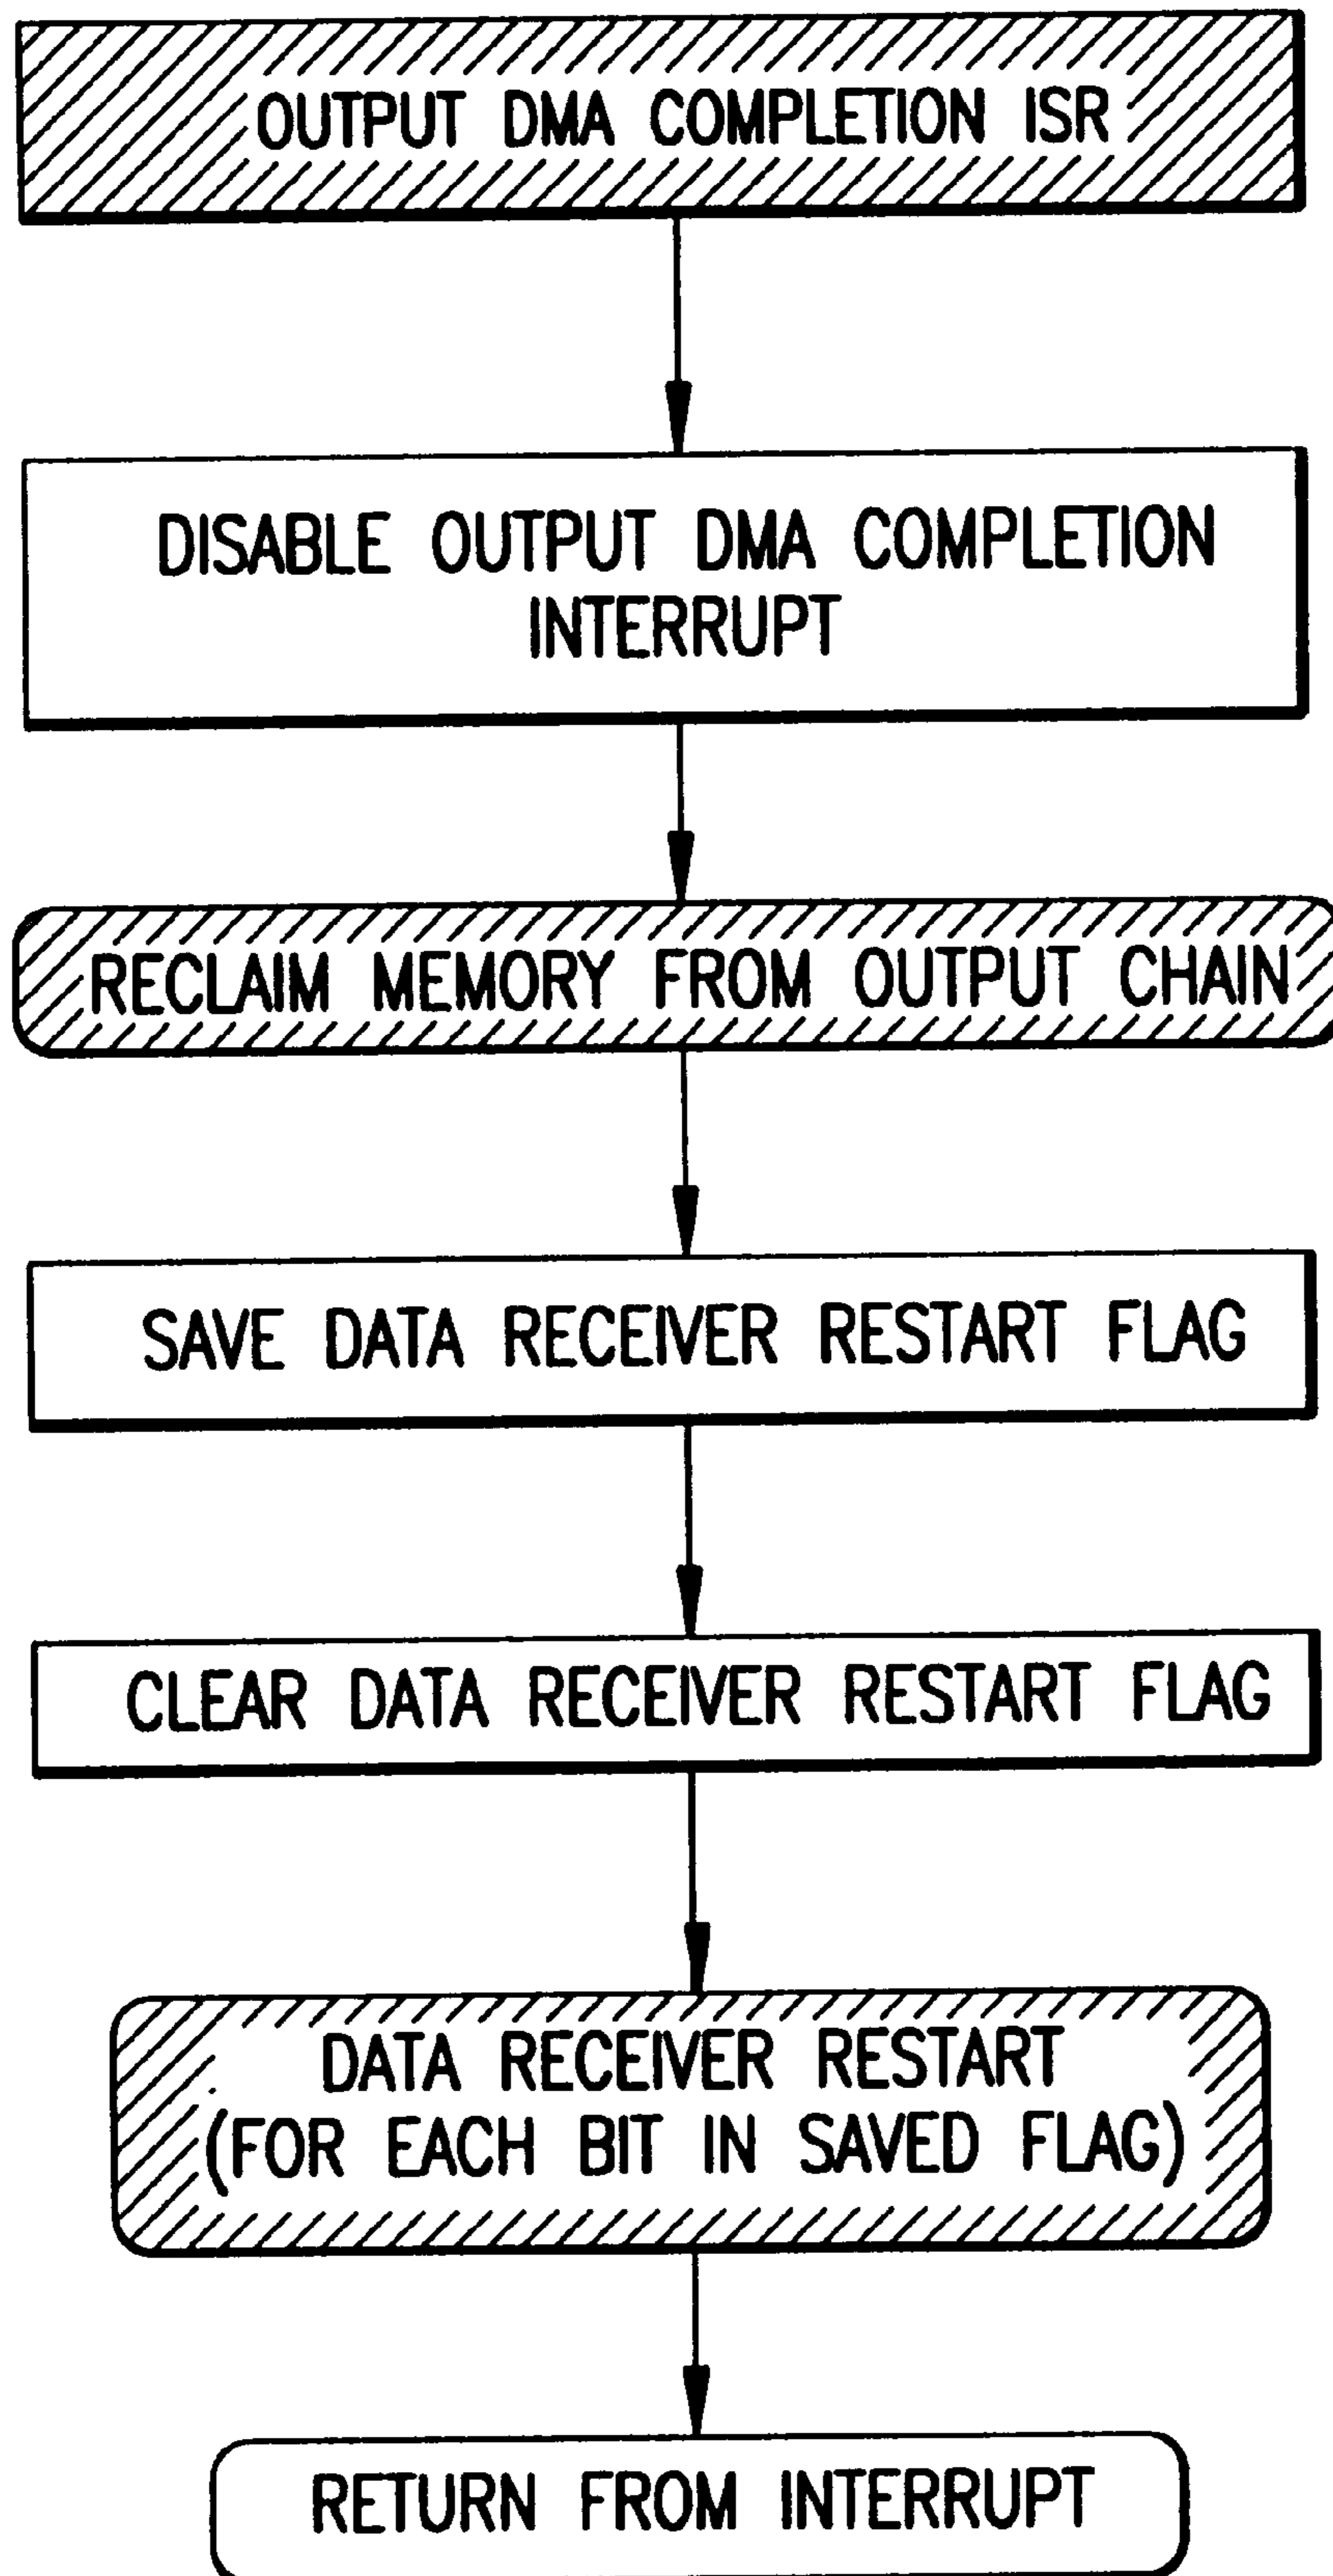 OUTPUT DMA COMPLETION ISR
DISABLE OUTPUT DMA COMPLETION
INTERRUPT
RECLAIM MEMORY FROM OUTPUT CHAIN
SAVE DATA RECEIVER RESTART FLAG
CLEAR DATA RECEIVER RESTART FLAG
DATA RECEIVER RESTART
(FOR EACH BIT IN SAVED FLAG)
RETURN FROM INTERRUPT